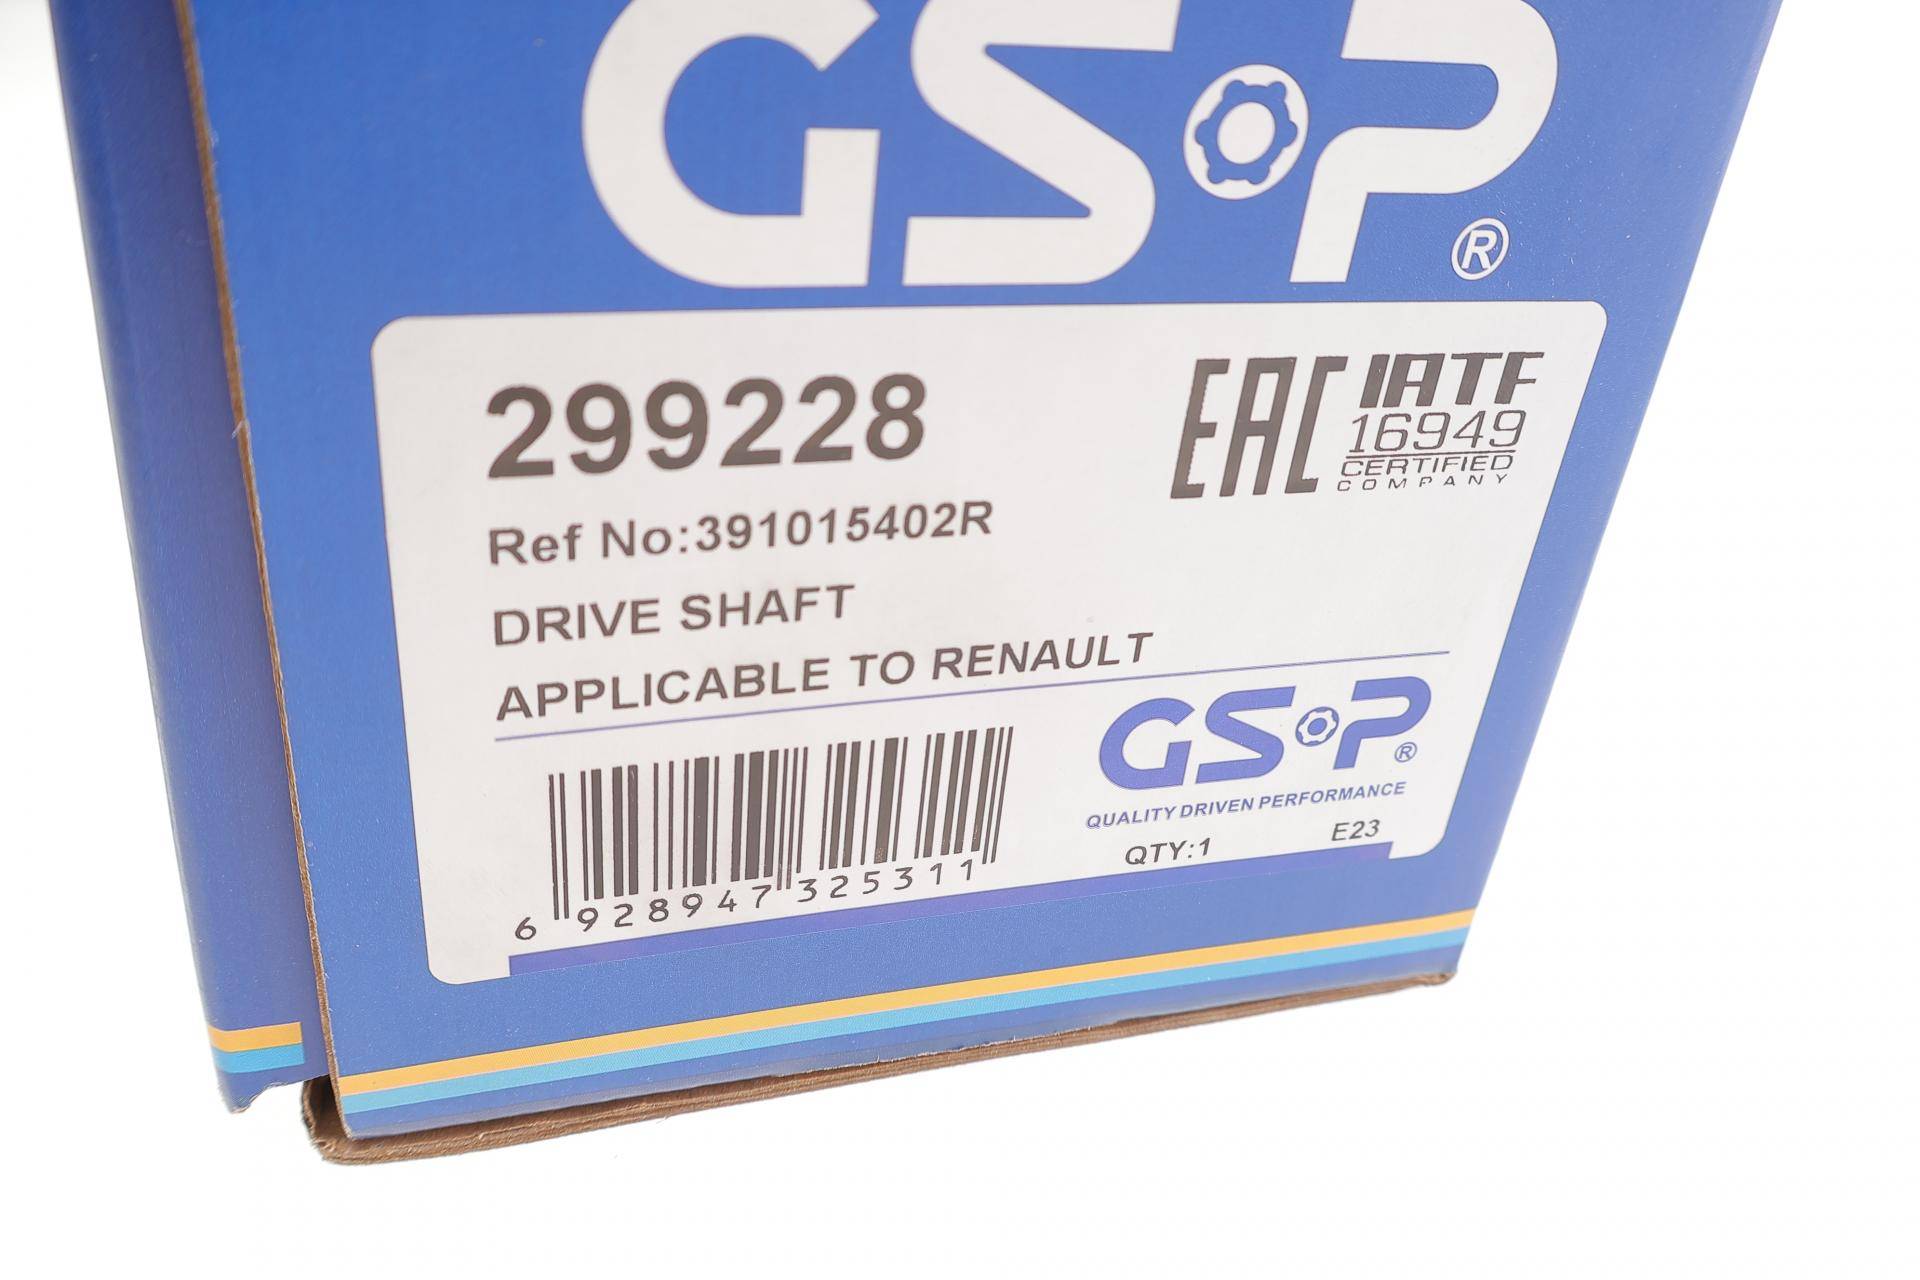 GSP®
299228
EAC
IATF
16949
CERTIFIED
COMPANY
Ref No:391015402R
DRIVE SHAFT
APPLICABLE TO RENAULT
GSP®
QUALITY DRIVEN PERFORMANCE
QTY:1 E23
6 928947 325311